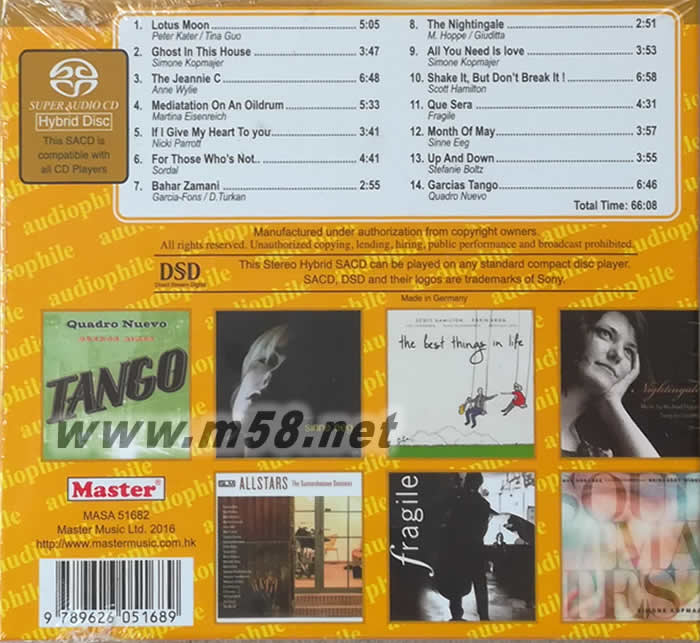 SUPER AUDIO CD
Hybrid Disc
This SACD is
compatible with
all CD Players
1. Lotus Moon 5:05
Peter Kater / Tina Guo
2. Ghost In This House 3:47
Simone Kopmajer
3. The Jeannie C 6:48
Anne Wylie
4. Mediatation On An Oildrum 5:33
Martina Eisenreich
5. If I Give My Heart To you 3:41
Nicki Parrott
6. For Those Who's Not.. 4:41
Sordal
7. Bahar Zamani 2:55
Garcia-Fons / D.Turkan
8. The Nightingale 2:51
M. Hoppe / Giuditta
9. All You Need Is love 3:53
Simone Kopmajer
10. Shake It, But Don't Break It ! 6:58
Scott Hamilton
11. Que Sera 4:31
Fragile
12. Month Of May 3:57
Sinne Eeg
13. Up And Down 3:55
Stefanie Boltz
14. Garcias Tango 6:46
Quadro Nuevo
Total Time: 66:08
audiophile
Manufactured under authorization from copyright owners.
All rights reserved. Unauthorized copying, lending, hiring, public performance and broadcast prohibited.
DSD
Direct Stream Digital
This Stereo Hybrid SACD can be played on any standard compact disc player.
SACD, DSD and their logos are trademarks of Sony.
Made in Germany
Quadro Nuevo
TANGO
sinne eeg
the best things in life
Nightingale
www.m58.net
Master
MASA 51682
Master Music Ltd. 2016
http://www.mastermusic.com.hk
9 789626 051689
ALLSTARS
fragile
SIMONE KOPMAJER